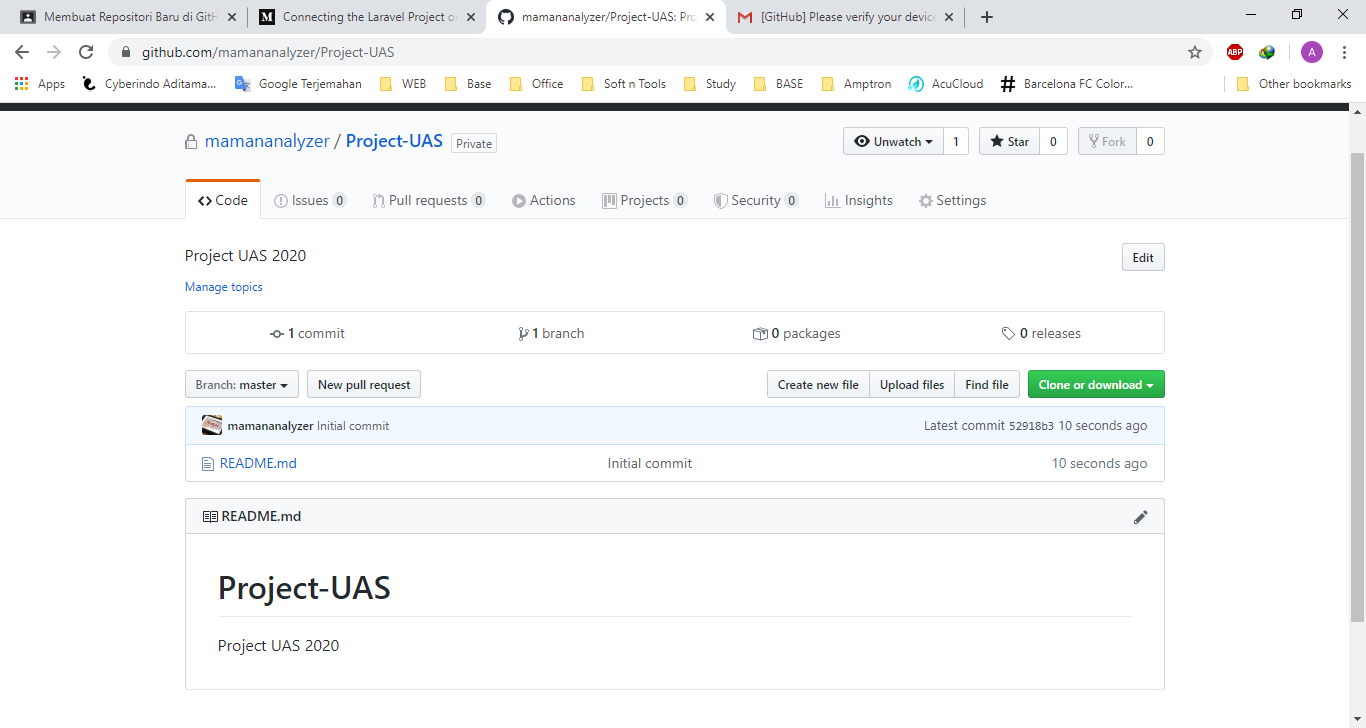 Membuat Repositori Baru di GitH
Connecting the Laravel Project on
mamananalyzer/Project-UAS: Pro
[GitHub] Please verify your device
github.com/mamananalyzer/Project-UAS
ABP
A
Apps
Cyberindo Aditama...
Google Terjemahan
WEB
Base
Office
Soft n Tools
Study
BASE
Amptron
AcuCloud
Barcelona FC Color...
Other bookmarks
mamananalyzer / Project-UAS Private
Unwatch 1
Star 0
Fork 0
Code
Issues 0
Pull requests 0
Actions
Projects 0
Security 0
Insights
Settings
Project UAS 2020
Edit
Manage topics
1 commit
1 branch
0 packages
0 releases
Branch: master
New pull request
Create new file
Upload files
Find file
Clone or download
mamananalyzer Initial commit
Latest commit 52918b3 10 seconds ago
README.md
Initial commit
10 seconds ago
README.md
Project-UAS
Project UAS 2020